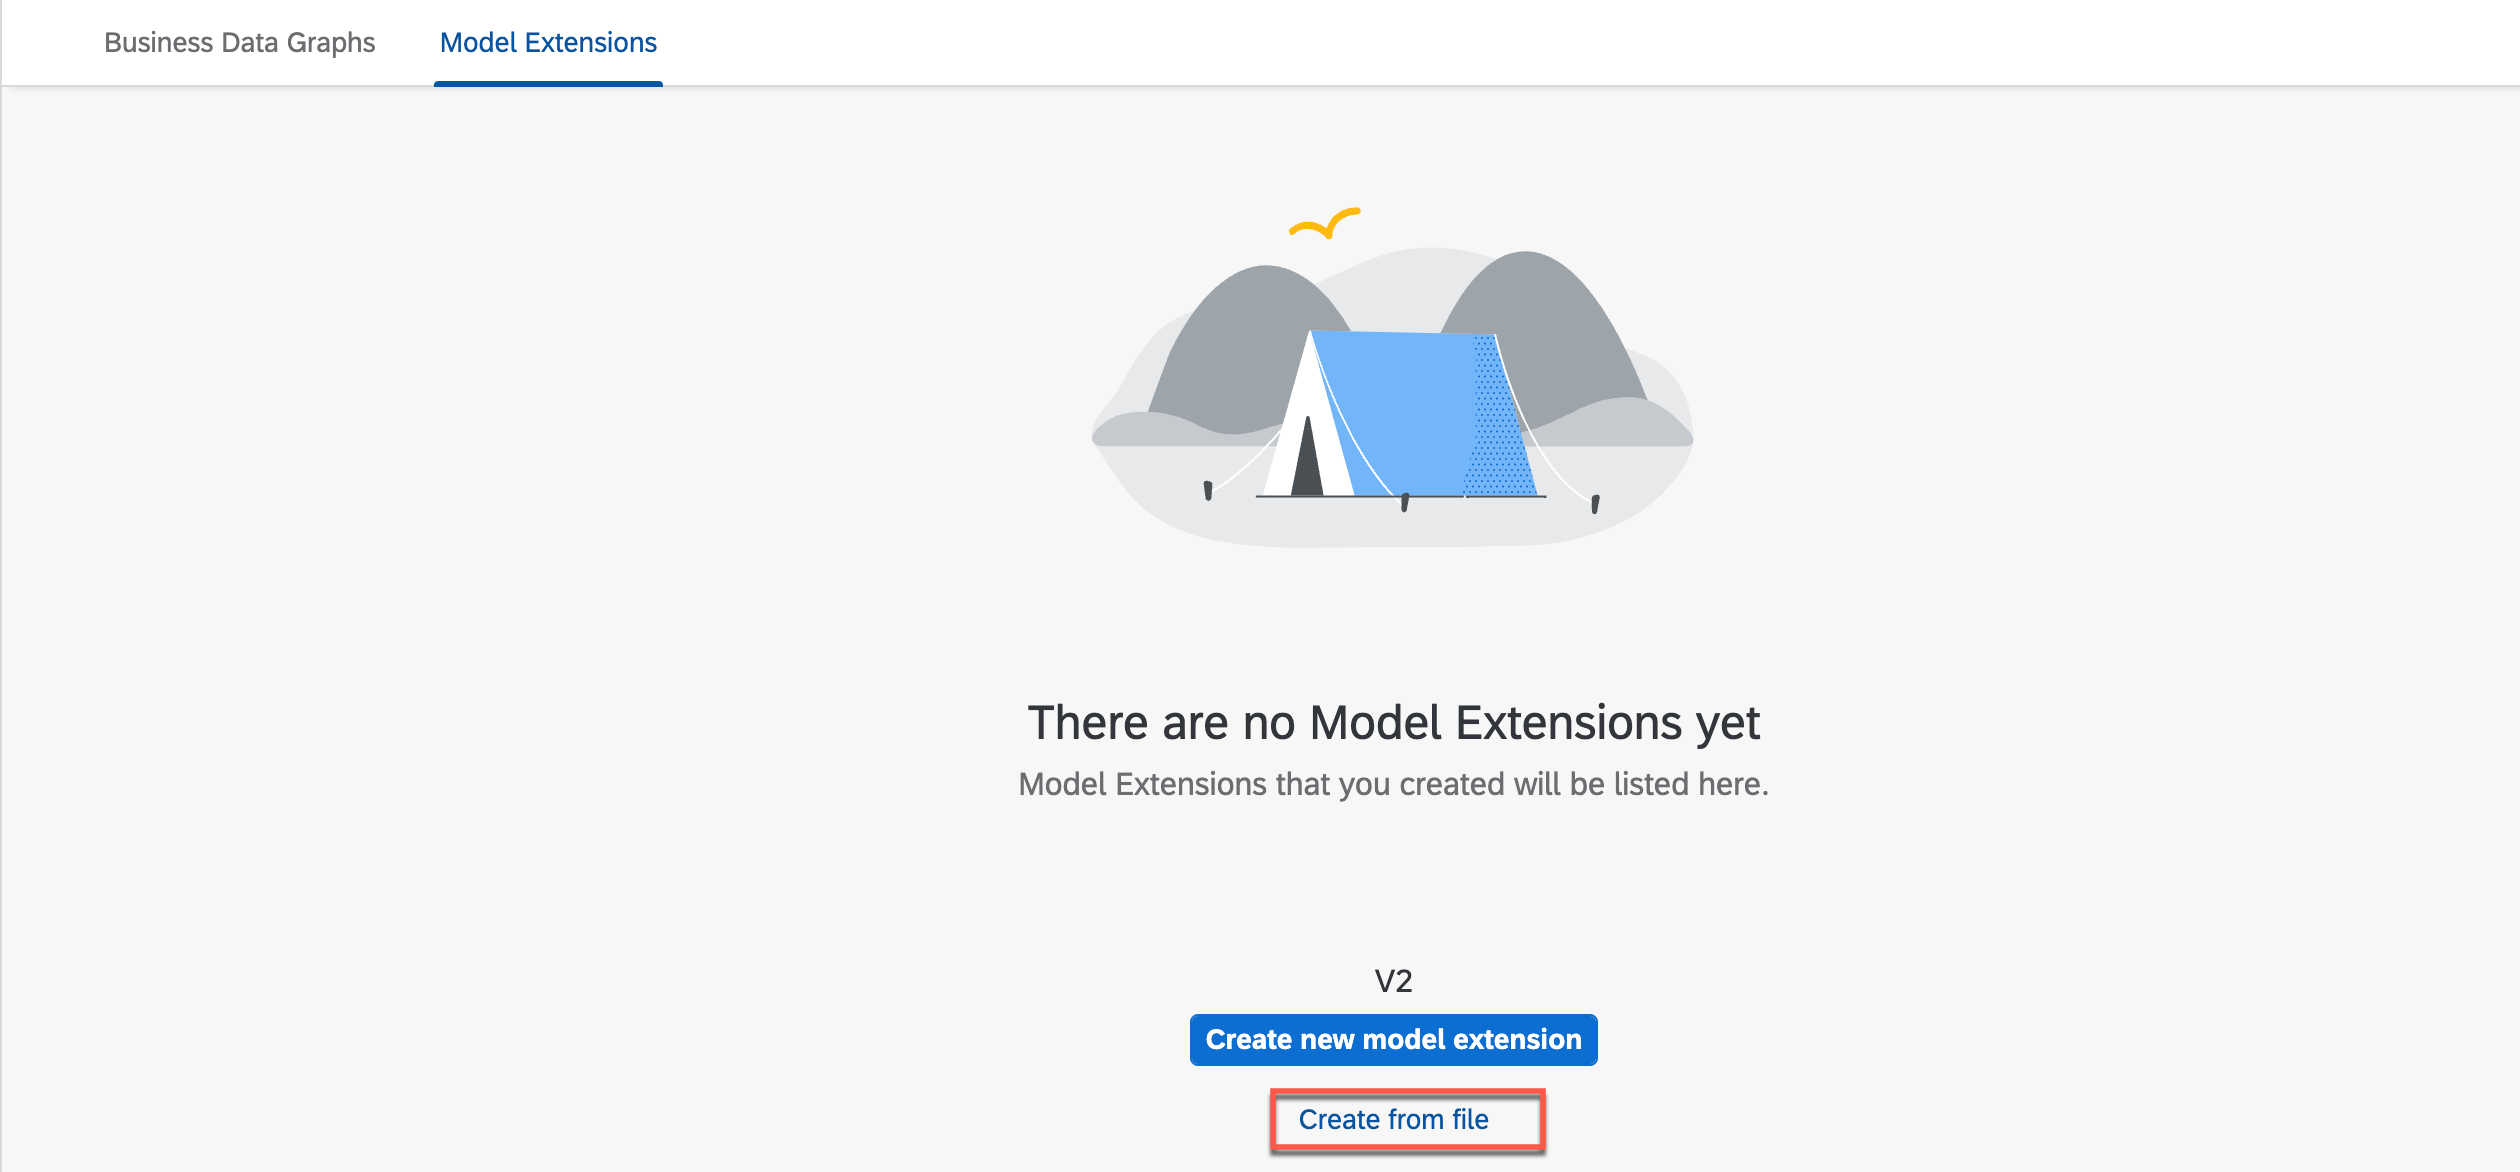 Business Data Graphs Model Extensions
There are no Model Extensions yet
Model Extensions that you created will be listed here.
V2
Create new model extension
Create from file